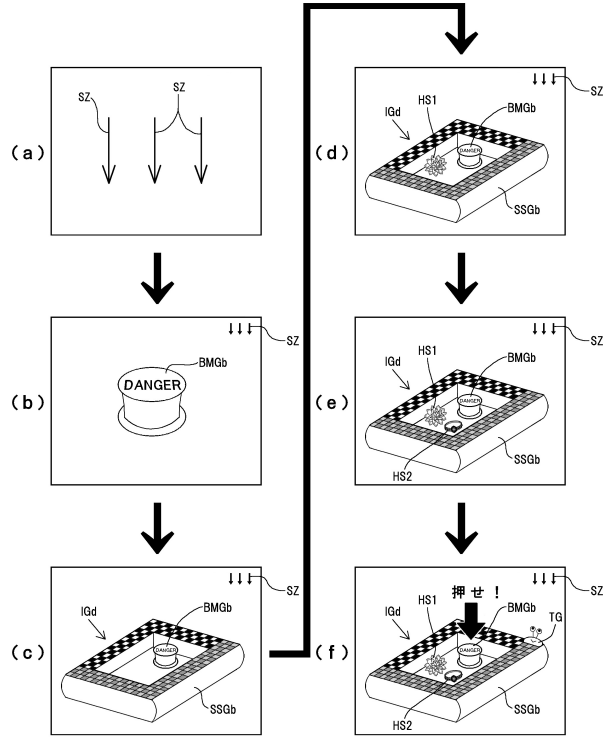 (a)
SZ
SZ
(b)
SZ
BMGb
DANGER
(c)
SZ
IGd
BMGb
DANGER
SSGb
(d)
SZ
IGd
HS1
BMGb
DANGER
SSGb
(e)
SZ
IGd
HS1
BMGb
DANGER
SSGb
HS2
(f)
SZ
押せ!
IGd
HS1
BMGb
TG
DANGER
SSGb
HS2